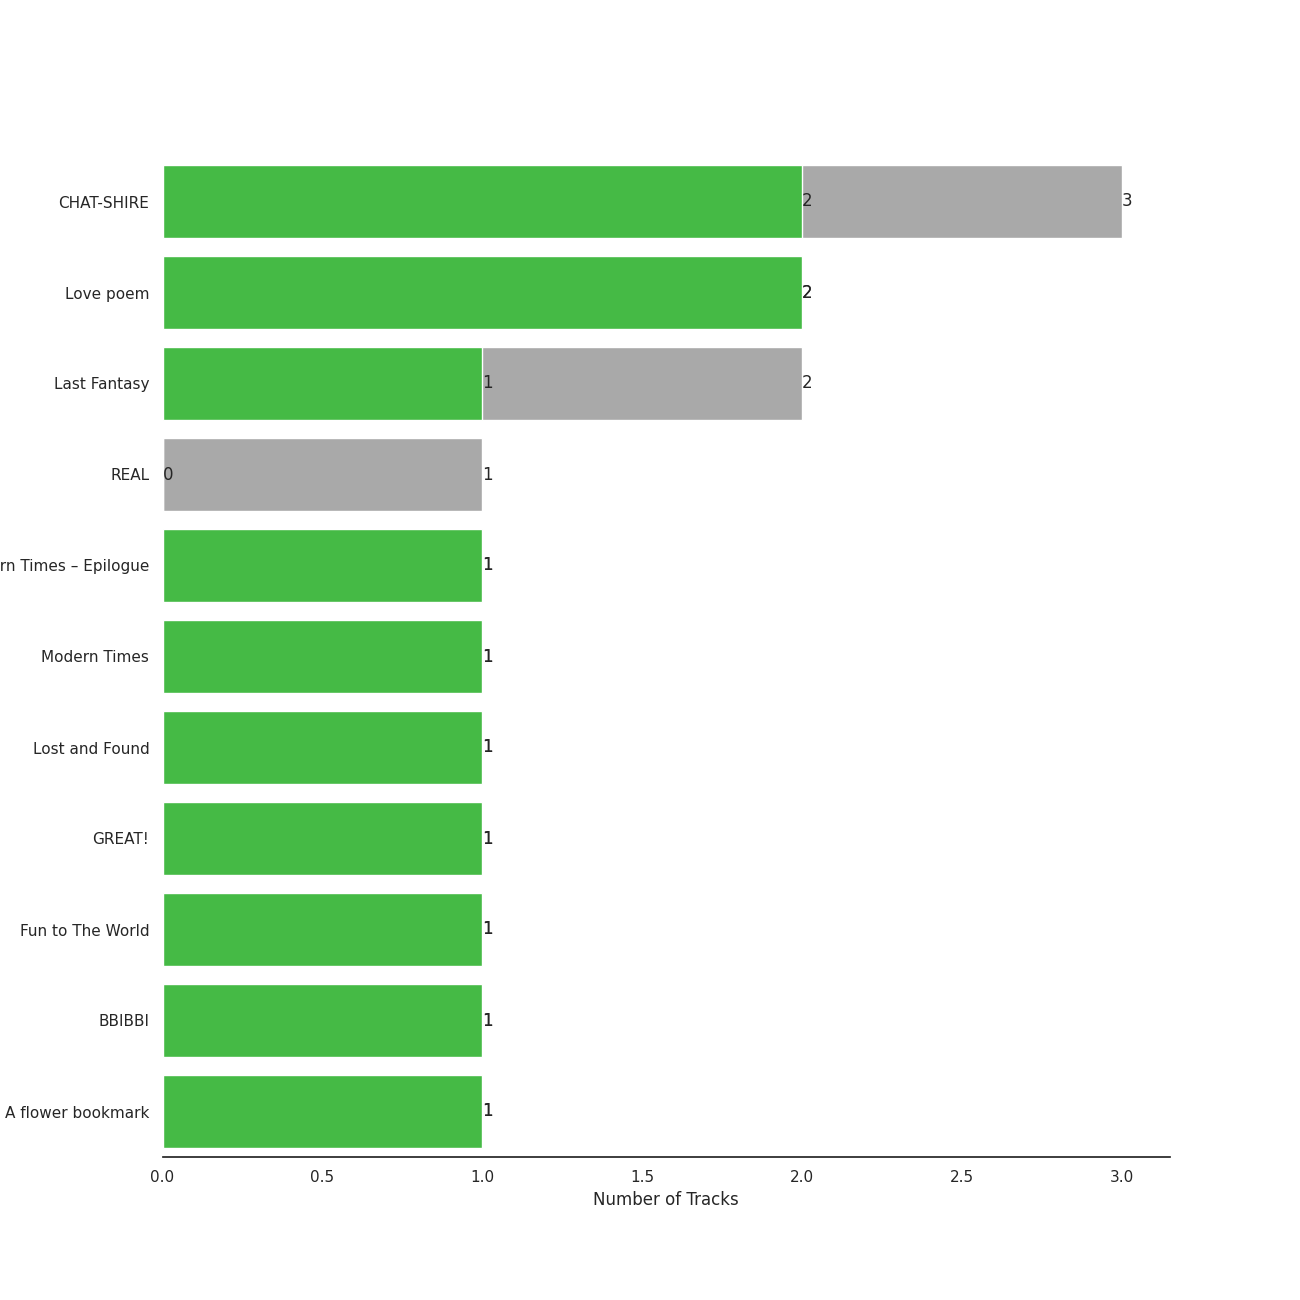 CHAT-SHIRE 2 3
Love poem 2
Last Fantasy 1 2
REAL 0 1
rn Times – Epilogue 1
Modern Times 1
Lost and Found 1
GREAT! 1
Fun to The World 1
BBIBBI 1
A flower bookmark 1
0.0 0.5 1.0 1.5 2.0 2.5 3.0
Number of Tracks